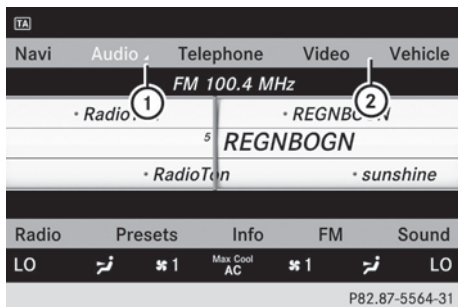 TA
Navi Audio Telephone Video Vehicle
FM 100.4 MHz
1 2
• Radio • REGNB
5 REGNBOGN
• RadioTon • sunshine
Radio Presets Info FM Sound
LO 1 Max Cool AC 1 LO
P82.87-5564-31